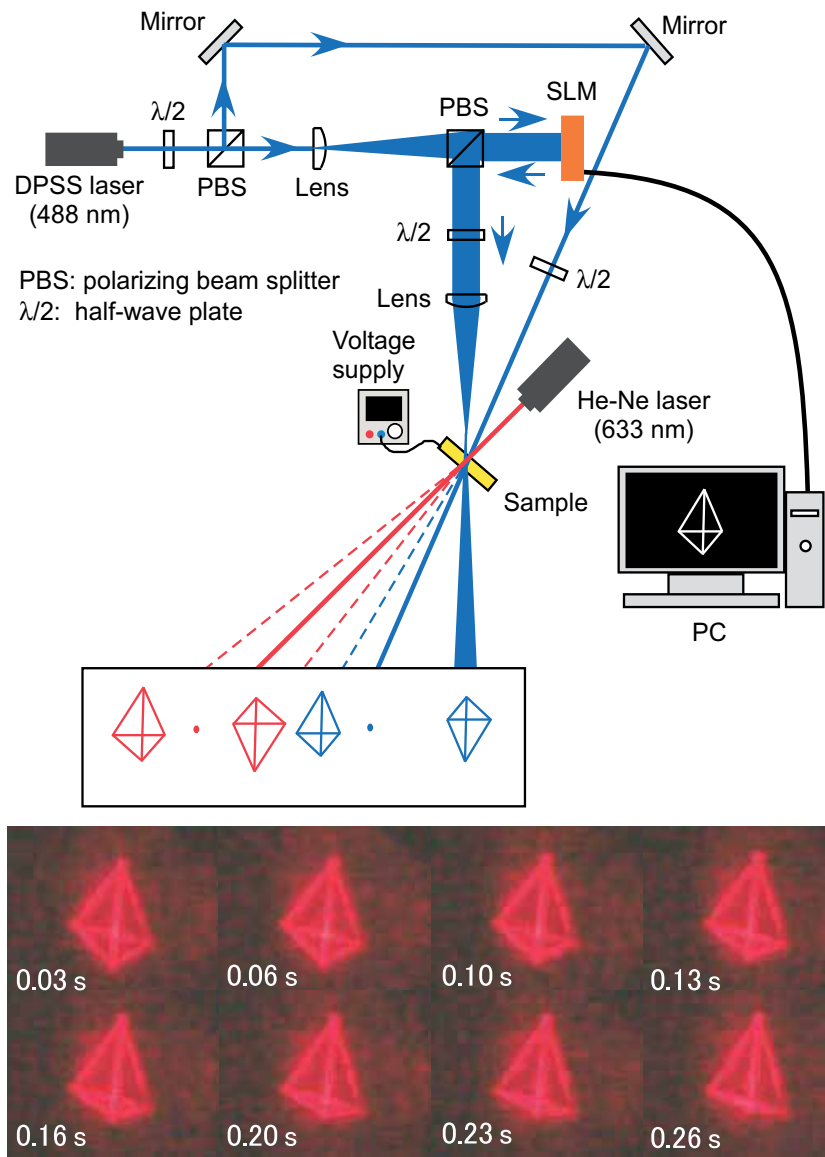 Mirror
Mirror
SLM
PBS
λ/2
PBS
Lens
DPSS laser
(488 nm)
λ/2
λ/2
PBS: polarizing beam splitter
λ/2: half-wave plate
Lens
Voltage
supply
He-Ne laser
(633 nm)
Sample
PC
0.03 s
0.06 s
0.10 s
0.13 s
0.16 s
0.20 s
0.23 s
0.26 s